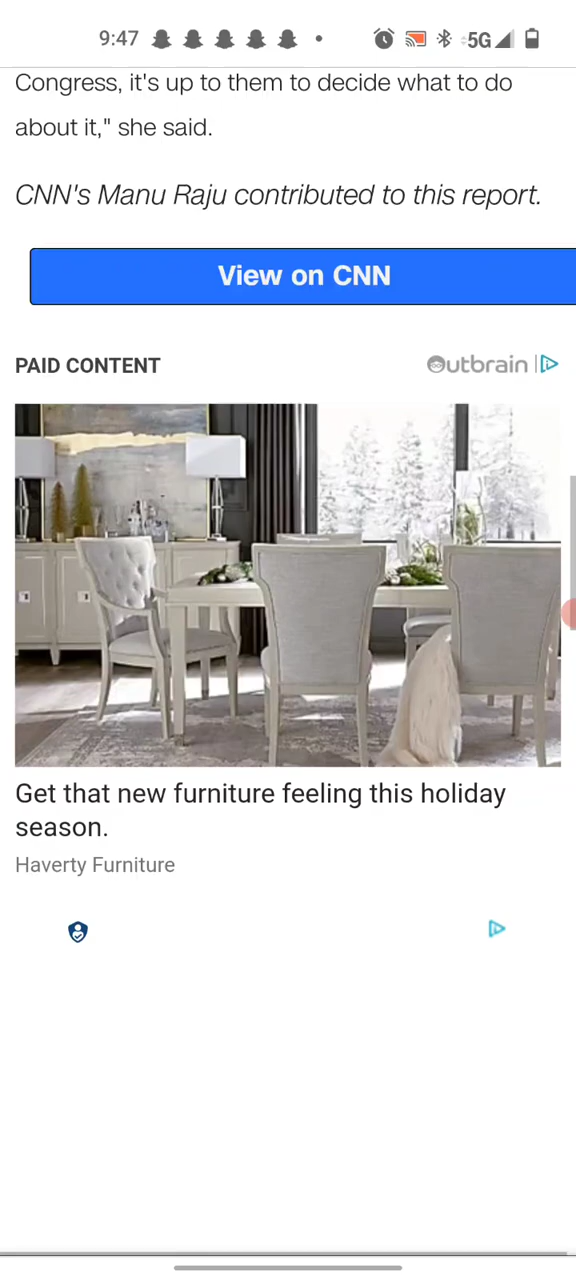 9:47 5G
Congress, it's up to them to decide what to do
about it," she said.
CNN's Manu Raju contributed to this report.
View on CNN
PAID CONTENT
Outbrain
Get that new furniture feeling this holiday
season.
Haverty Furniture